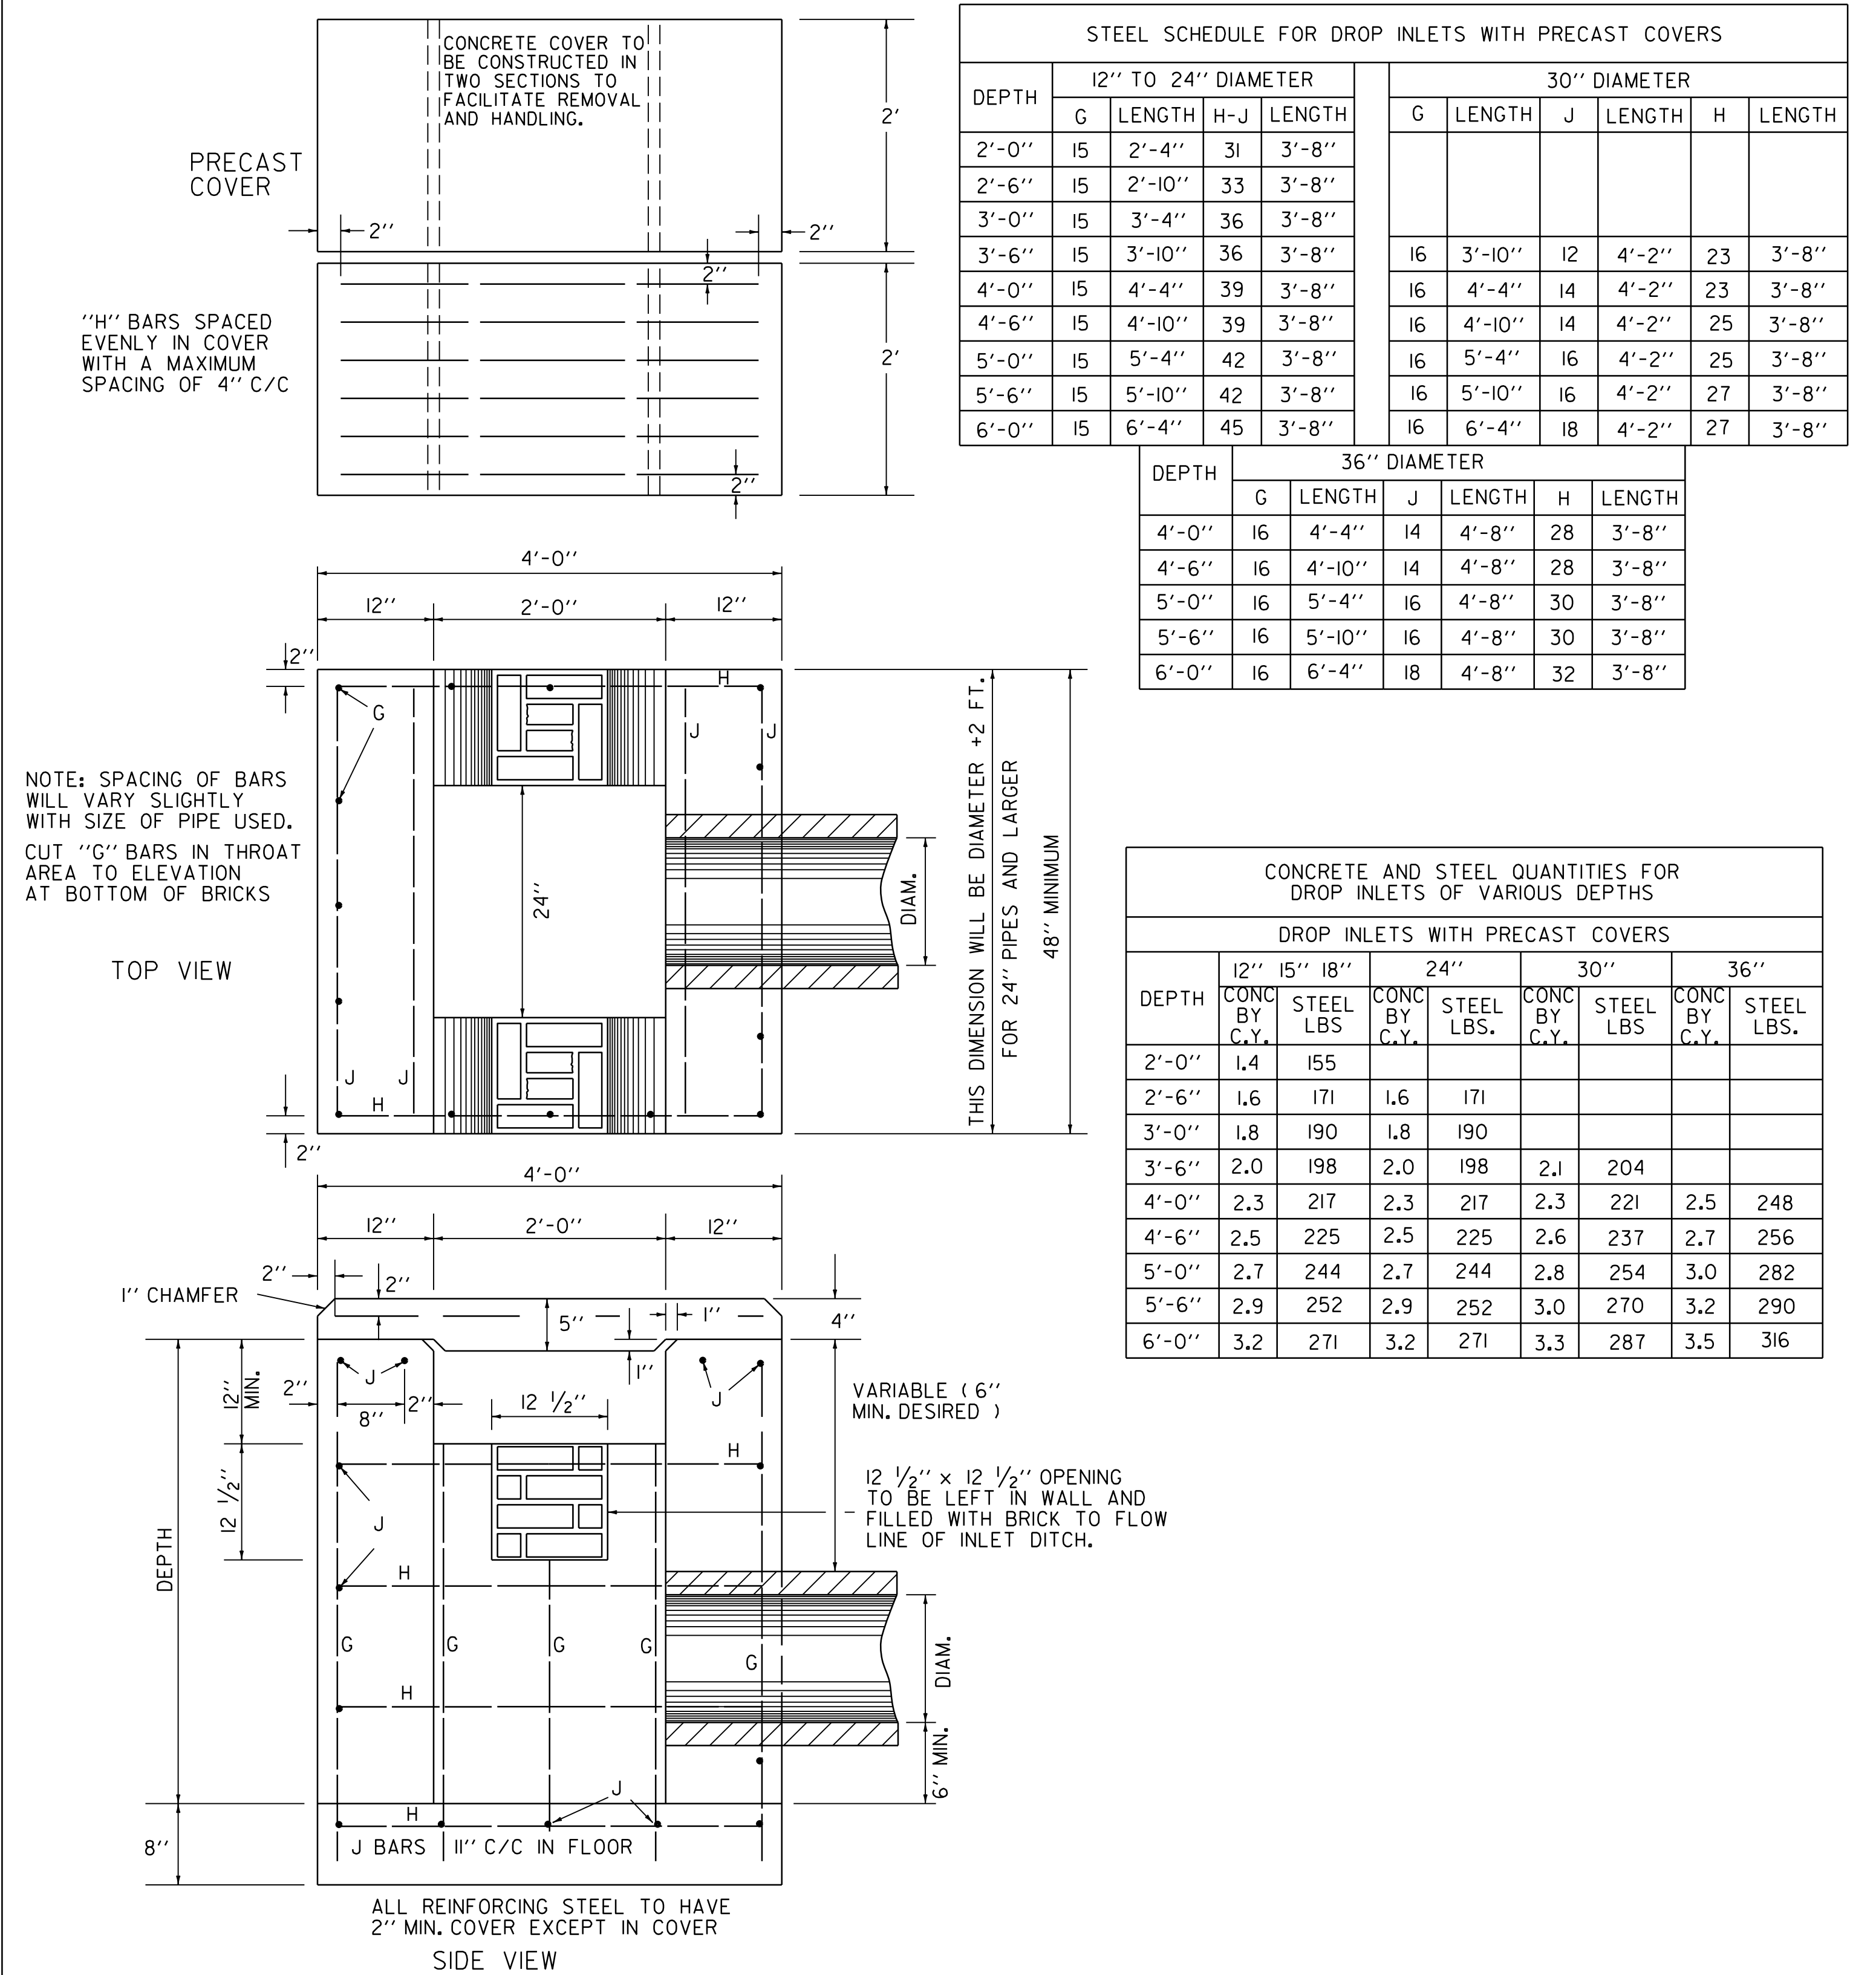 CONCRETE COVER TO
BE CONSTRUCTED IN
TWO SECTIONS TO
FACILITATE REMOVAL
AND HANDLING.
2'
PRECAST
COVER
2''
2''
2''
''H'' BARS SPACED
EVENLY IN COVER
WITH A MAXIMUM
SPACING OF 4'' C/C
2'
2''
4'-0''
12'' 2'-0'' 12''
2''
H
G
J J
NOTE: SPACING OF BARS
WILL VARY SLIGHTLY
WITH SIZE OF PIPE USED.
CUT ''G'' BARS IN THROAT
AREA TO ELEVATION
AT BOTTOM OF BRICKS
24''
DIAM.
THIS DIMENSION WILL BE DIAMETER +2 FT.
FOR 24'' PIPES AND LARGER
48'' MINIMUM
TOP VIEW
J J
H
2''
4'-0''
12'' 2'-0'' 12''
2'' 2''
1'' CHAMFER
5'' 1'' 4''
1''
12'' MIN.
2'' J 2'' J
8''
12 1/2''
VARIABLE ( 6''
MIN. DESIRED )
H
12 1/2''
12 1/2'' x 12 1/2'' OPENING
TO BE LEFT IN WALL AND
FILLED WITH BRICK TO FLOW
LINE OF INLET DITCH.
J
DEPTH
H
G G G G G
DIAM.
H
6'' MIN.
J
H
8''
J BARS 11'' C/C IN FLOOR
ALL REINFORCING STEEL TO HAVE
2'' MIN. COVER EXCEPT IN COVER
SIDE VIEW
STEEL SCHEDULE FOR DROP INLETS WITH PRECAST COVERS
DEPTH 12'' TO 24'' DIAMETER 30'' DIAMETER
G LENGTH H-J LENGTH G LENGTH J LENGTH H LENGTH
2'-0'' 15 2'-4'' 31 3'-8''
2'-6'' 15 2'-10'' 33 3'-8''
3'-0'' 15 3'-4'' 36 3'-8''
3'-6'' 15 3'-10'' 36 3'-8'' 16 3'-10'' 12 4'-2'' 23 3'-8''
4'-0'' 15 4'-4'' 39 3'-8'' 16 4'-4'' 14 4'-2'' 23 3'-8''
4'-6'' 15 4'-10'' 39 3'-8'' 16 4'-10'' 14 4'-2'' 25 3'-8''
5'-0'' 15 5'-4'' 42 3'-8'' 16 5'-4'' 16 4'-2'' 25 3'-8''
5'-6'' 15 5'-10'' 42 3'-8'' 16 5'-10'' 16 4'-2'' 27 3'-8''
6'-0'' 15 6'-4'' 45 3'-8'' 16 6'-4'' 18 4'-2'' 27 3'-8''
DEPTH 36'' DIAMETER
G LENGTH J LENGTH H LENGTH
4'-0'' 16 4'-4'' 14 4'-8'' 28 3'-8''
4'-6'' 16 4'-10'' 14 4'-8'' 28 3'-8''
5'-0'' 16 5'-4'' 16 4'-8'' 30 3'-8''
5'-6'' 16 5'-10'' 16 4'-8'' 30 3'-8''
6'-0'' 16 6'-4'' 18 4'-8'' 32 3'-8''
CONCRETE AND STEEL QUANTITIES FOR
DROP INLETS OF VARIOUS DEPTHS
DROP INLETS WITH PRECAST COVERS
DEPTH 12'' 15'' 18'' 24'' 30'' 36''
CONC BY C.Y. STEEL LBS CONC BY C.Y. STEEL LBS. CONC BY C.Y. STEEL LBS CONC BY C.Y. STEEL LBS.
2'-0'' 1.4 155
2'-6'' 1.6 171 1.6 171
3'-0'' 1.8 190 1.8 190
3'-6'' 2.0 198 2.0 198 2.1 204
4'-0'' 2.3 217 2.3 217 2.3 221 2.5 248
4'-6'' 2.5 225 2.5 225 2.6 237 2.7 256
5'-0'' 2.7 244 2.7 244 2.8 254 3.0 282
5'-6'' 2.9 252 2.9 252 3.0 270 3.2 290
6'-0'' 3.2 271 3.2 271 3.3 287 3.5 316